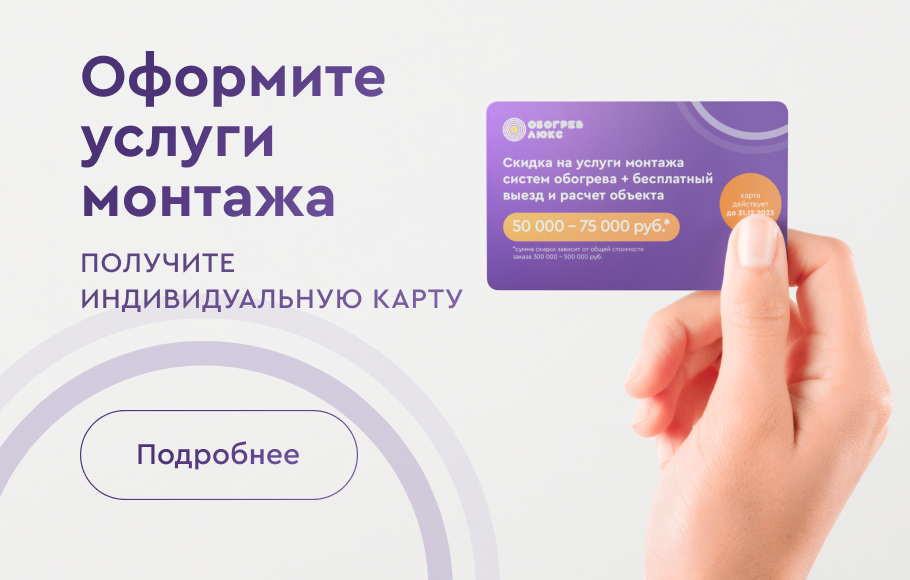 Оформите
услуги
монтажа
ПОЛУЧИТЕ
ИНДИВИДУАЛЬНУЮ КАРТУ
Подробнее
ОБОГРЕВ
ЛЮКС
Скидка на услуги монтажа
систем обогрева + бесплатный
выезд и расчет объекта
50 000 – 75 000 руб.*
*сумма скидки зависит от общей стоимости
заказа 300 000 – 500 000 руб.
карта
действует
до 31.12.2023